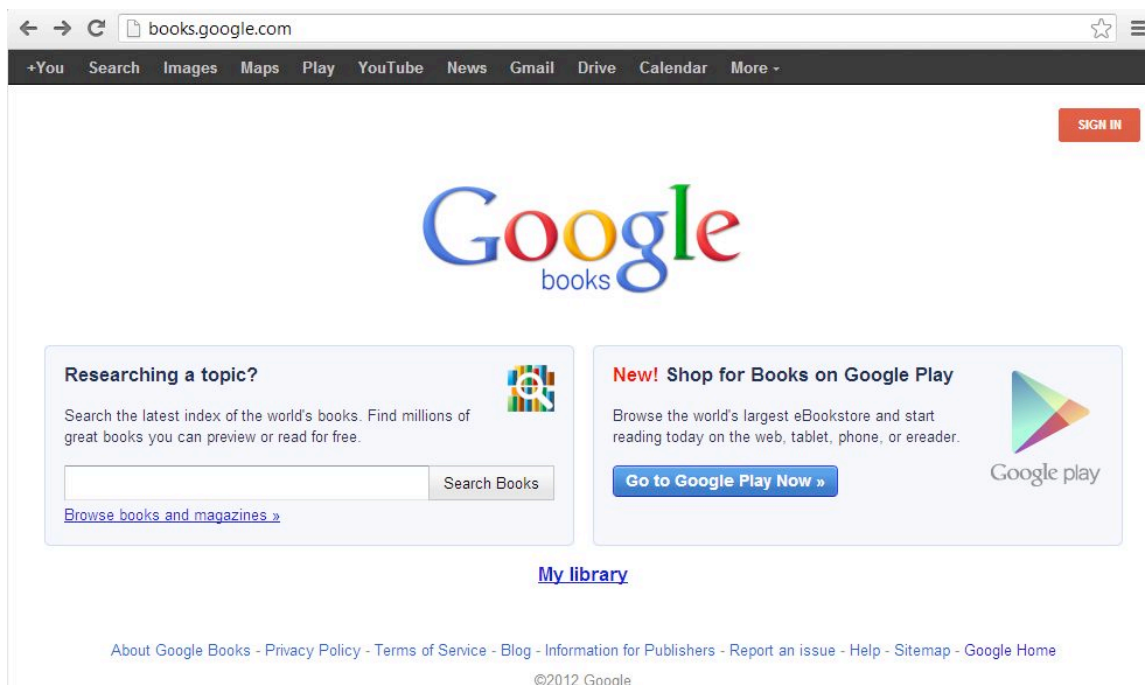 books.google.com
+You Search Images Maps Play YouTube News Gmail Drive Calendar More
SIGN IN
Google
books
Researching a topic?
Search the latest index of the world's books. Find millions of
great books you can preview or read for free.
Search Books
Browse books and magazines »
New! Shop for Books on Google Play
Browse the world's largest eBookstore and start
reading today on the web, tablet, phone, or ereader.
Go to Google Play Now »
Google play
My library
About Google Books - Privacy Policy - Terms of Service - Blog - Information for Publishers - Report an issue - Help - Sitemap - Google Home
©2012 Google